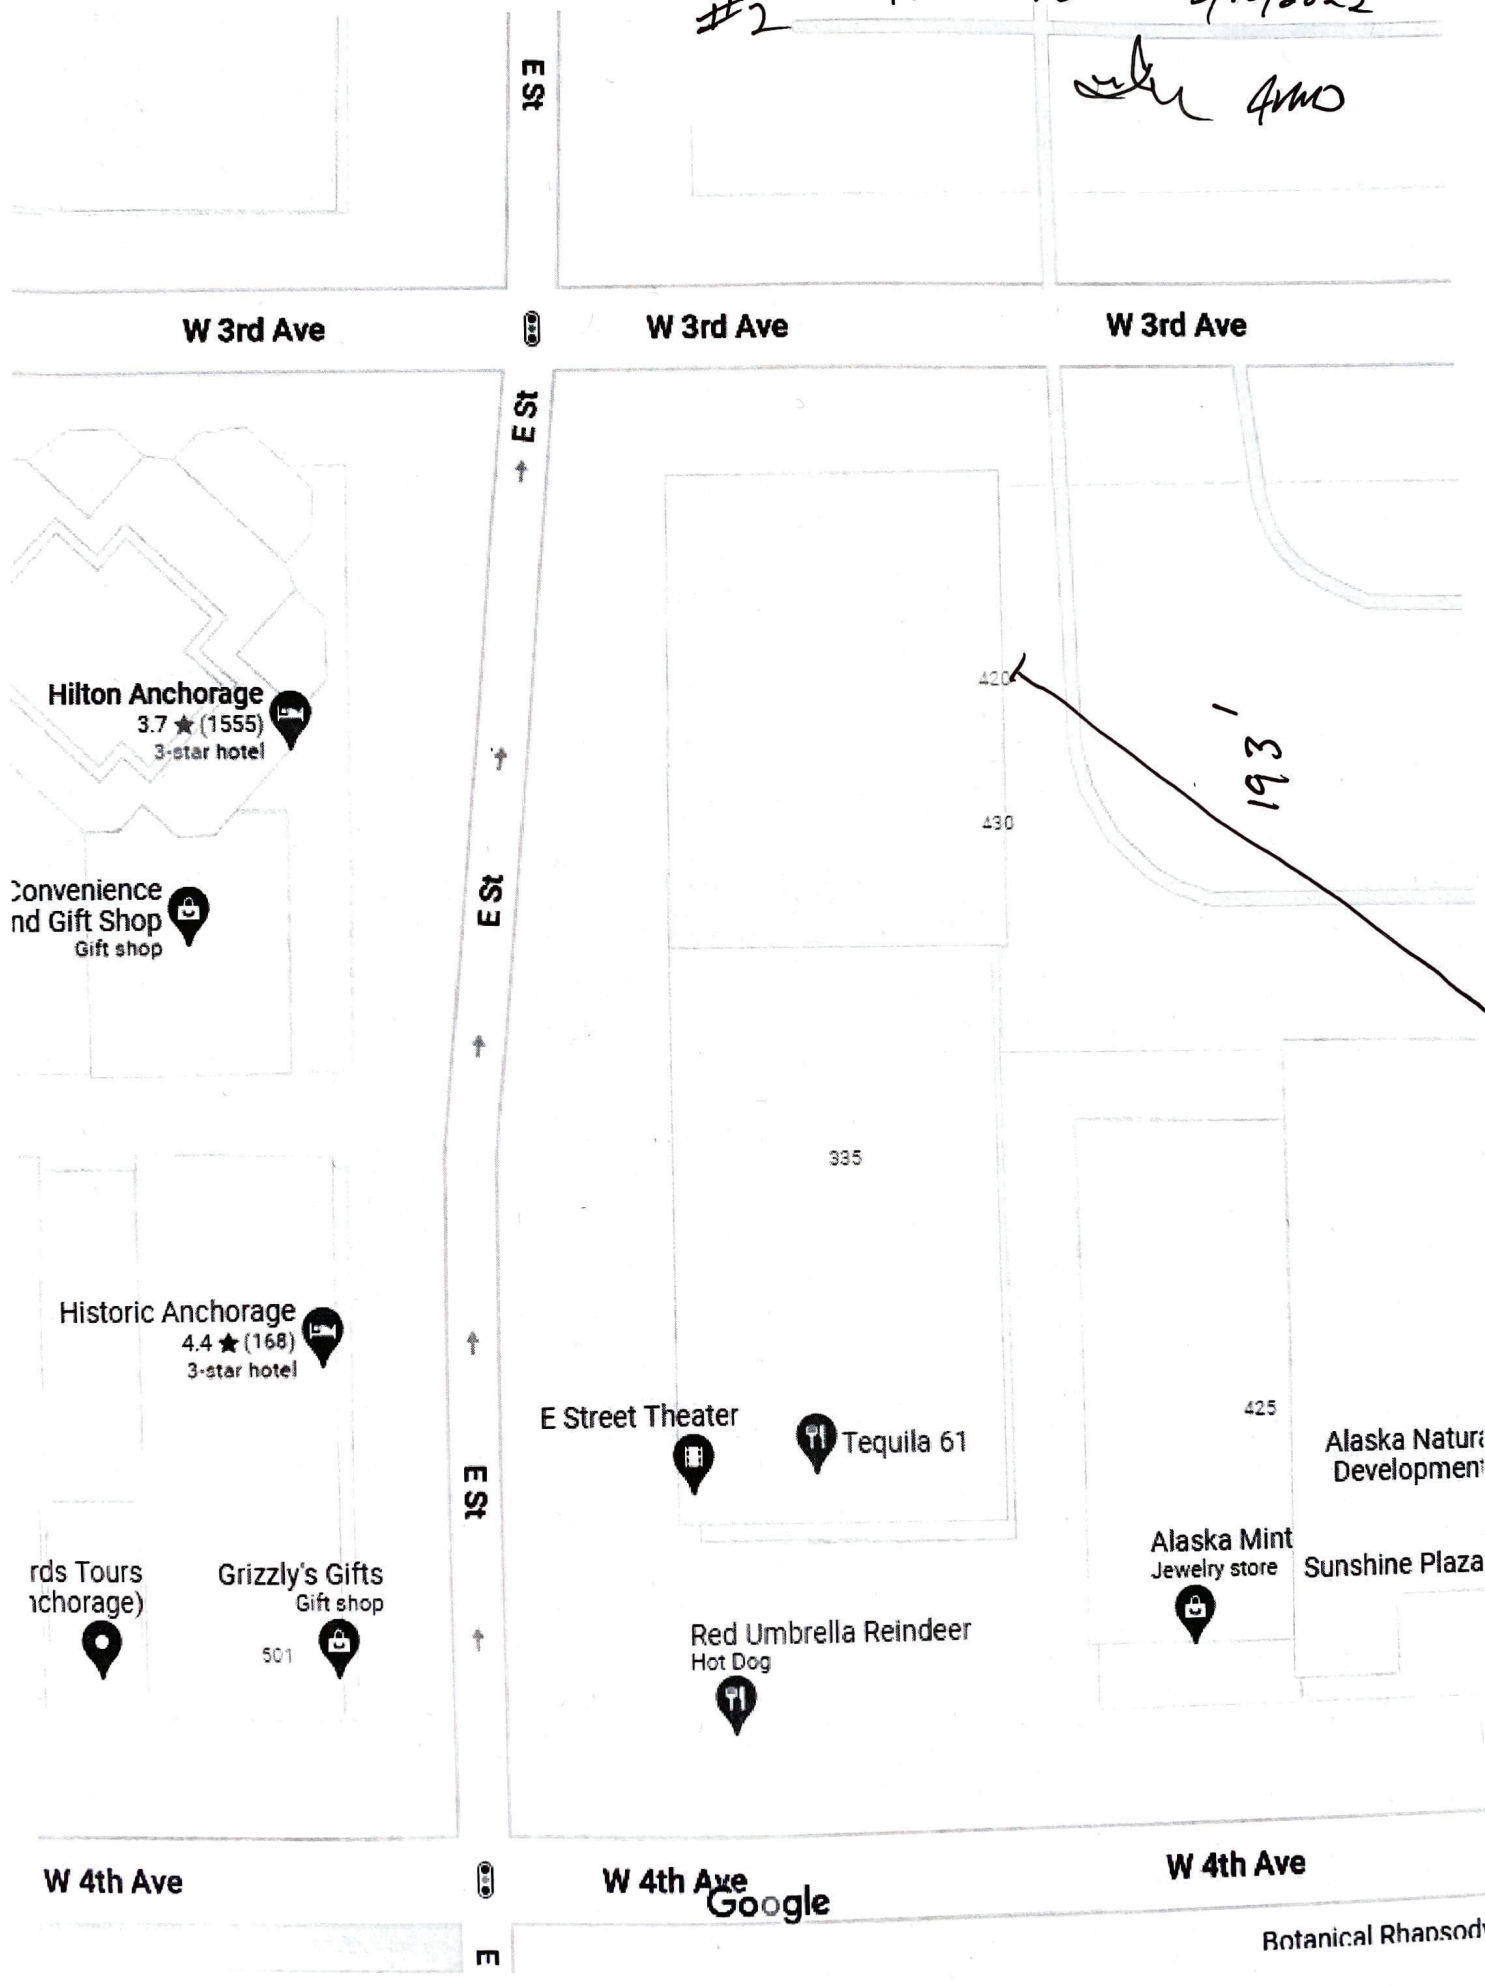 #2
E St
W 3rd Ave
W 3rd Ave
W 3rd Ave
E St
420
Hilton Anchorage
3.7 ★ (1555)
3-star hotel
193'
430
Convenience
nd Gift Shop
Gift shop
E St
335
Historic Anchorage
4.4 ★ (168)
3-star hotel
E Street Theater
Tequila 61
425
Alaska Natura
Development
E St
Alaska Mint
Jewelry store
Sunshine Plaza
rds Tours
nchorage)
Grizzly's Gifts
Gift shop
501
Red Umbrella Reindeer
Hot Dog
W 4th Ave
W 4th Ave
W 4th Ave
Google
Botanical Rhapsody
E